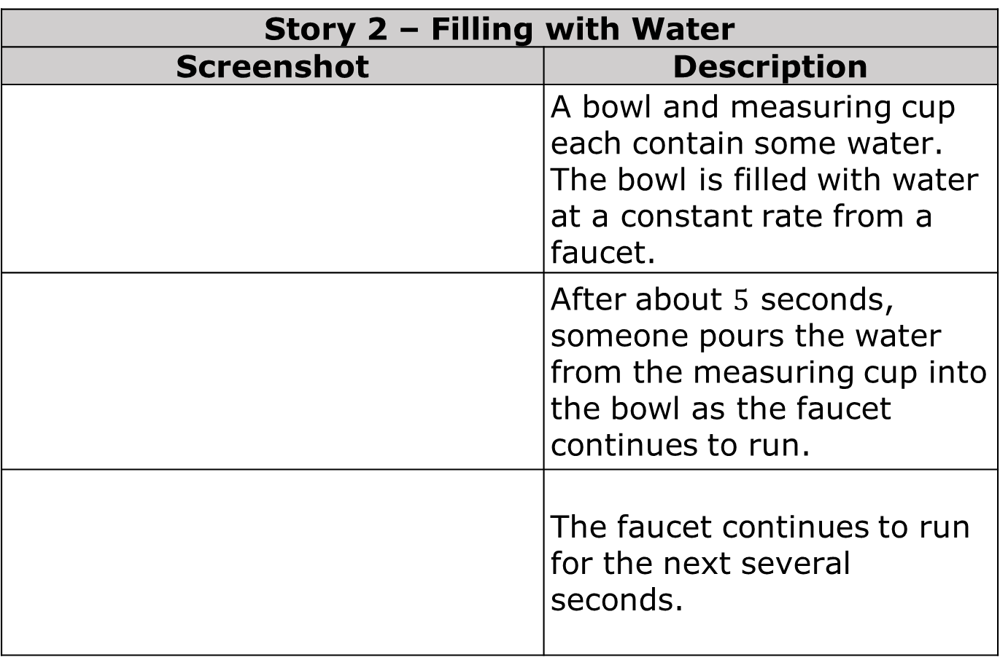 Story 2 – Filling with Water
Screenshot
Description
A bowl and measuring cup
each contain some water.
The bowl is filled with water
at a constant rate from a
faucet.
After about 5 seconds,
someone pours the water
from the measuring cup into
the bowl as the faucet
continues to run.
The faucet continues to run
for the next several
seconds.